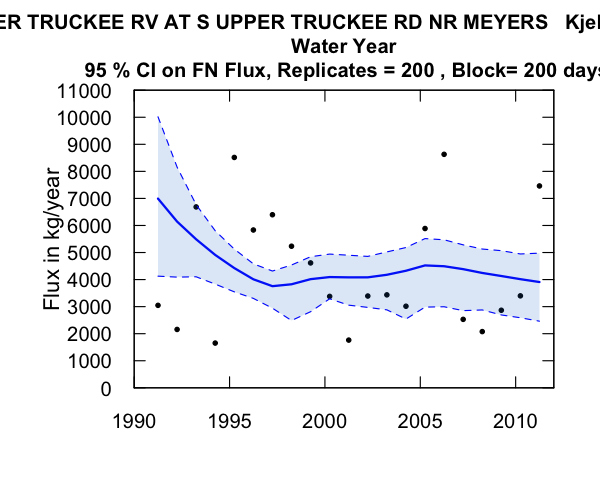 ER TRUCKEE RV AT S UPPER TRUCKEE RD NR MEYERS Kjel
Water Year
95 % CI on FN Flux, Replicates = 200 , Block= 200 days
Flux in kg/year
11000
10000
9000
8000
7000
6000
5000
4000
3000
2000
1000
0
1990 1995 2000 2005 2010